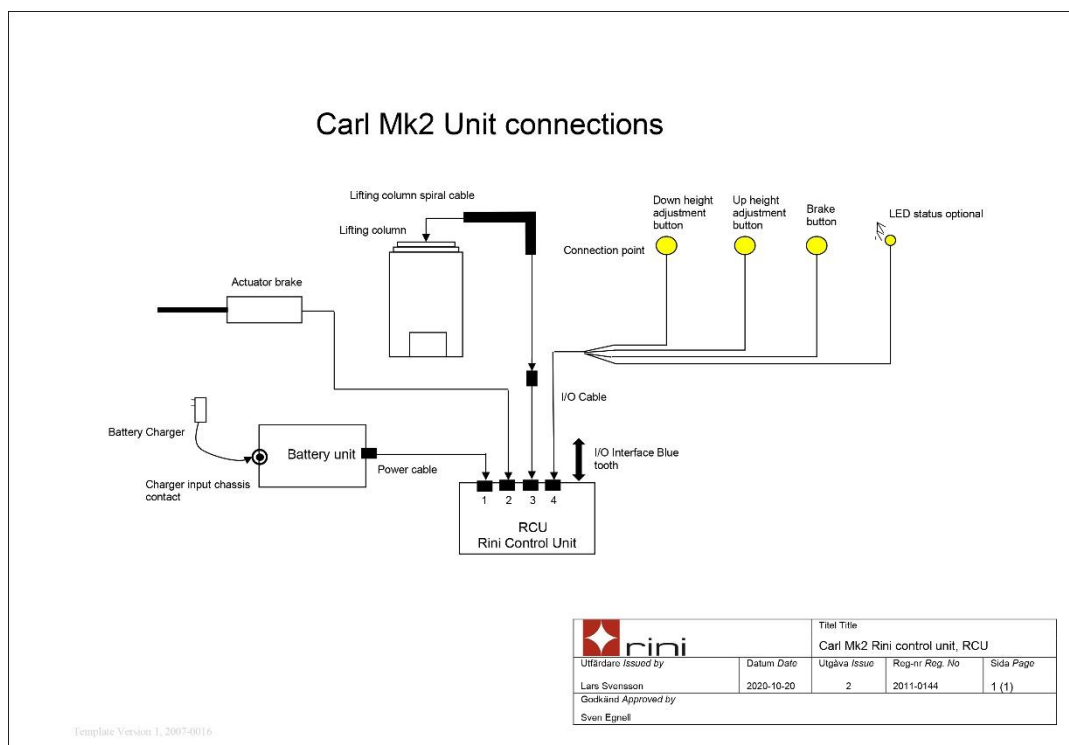 Carl Mk2 Unit connections
Lifting column spiral cable
Lifting column
Down height
adjustment
button
Up height
adjustment
button
Brake
button
LED status optional
Connection point
Actuator brake
I/O Cable
Battery Charger
Battery unit
Power cable
I/O Interface Blue
tooth
Charger input chassis
contact
1 2 3 4
RCU
Rini Control Unit
rini
Titel Title
Carl Mk2 Rini control unit, RCU
Utfärdare Issued by
Datum Date
Utgåva Issue
Reg-nr Reg. No
Sida Page
Lars Svensson
2020-10-20
2
2011-0144
1 (1)
Godkänd Approved by
Sven Egnell
Template Version 1, 2007-0016